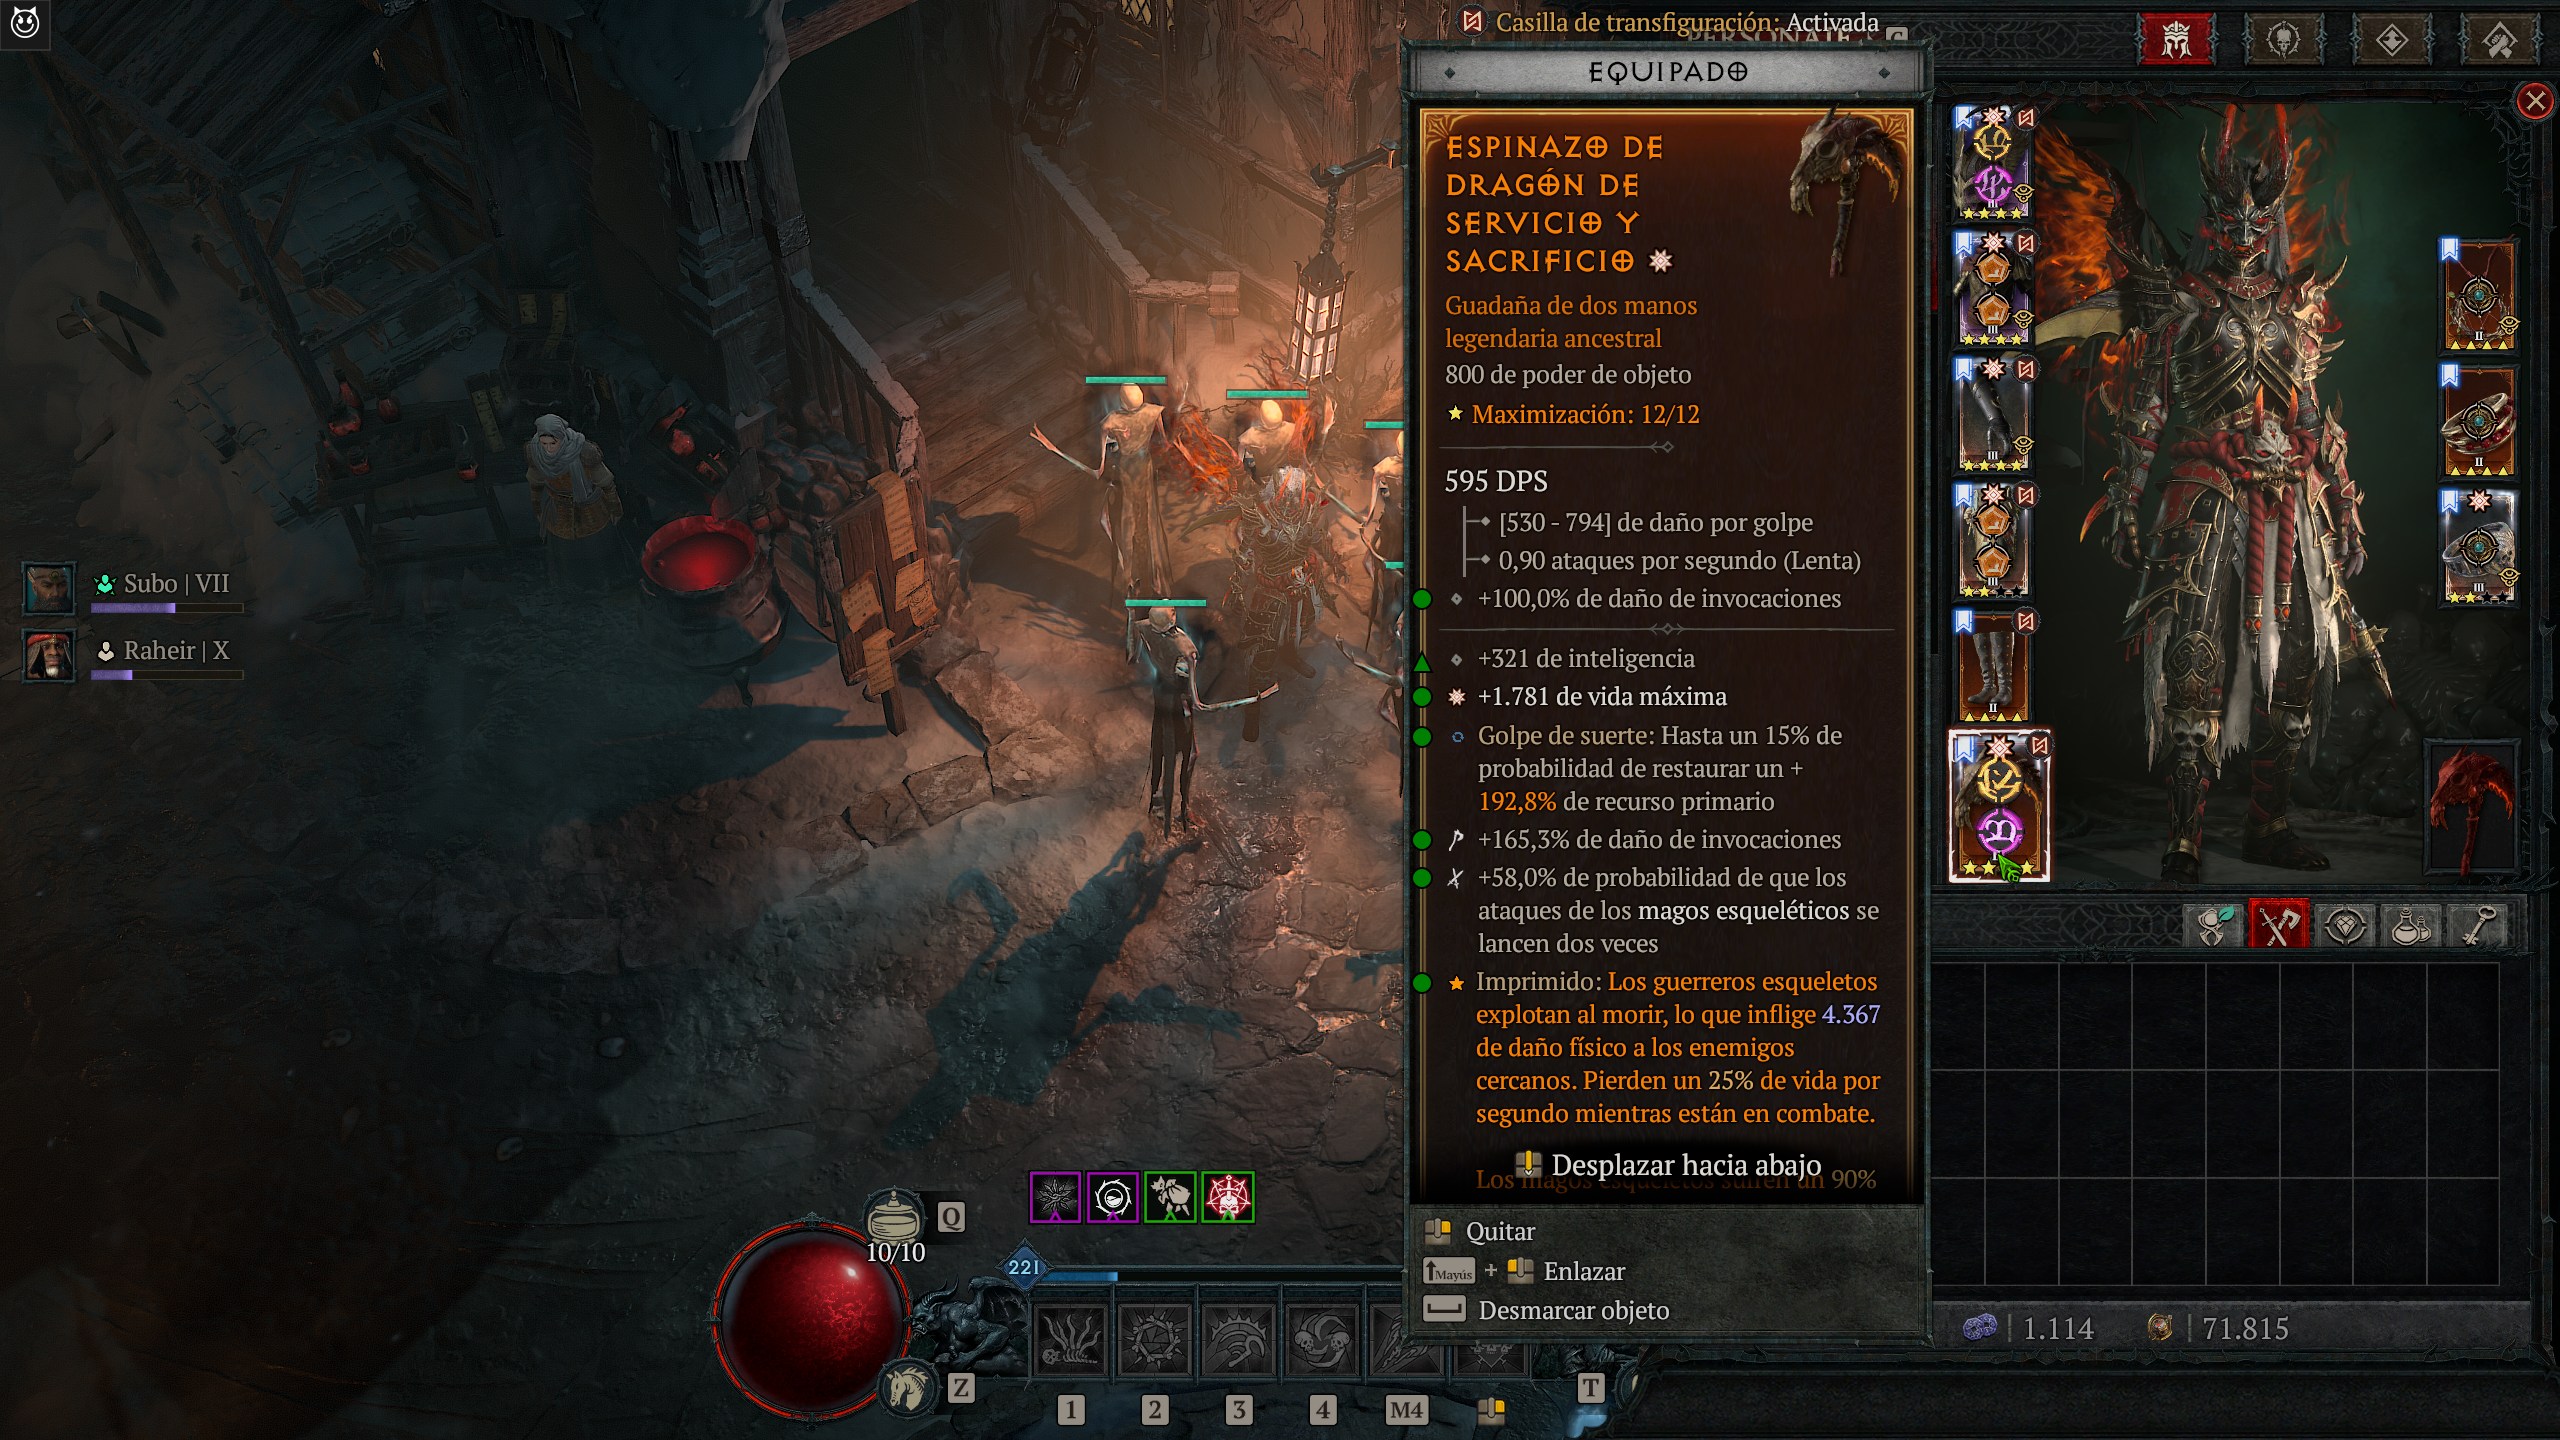 Casilla de transfiguración: Activada
EQUIPADO
ESPINAZO DE
DRAGÓN DE
SERVICIO Y
SACRIFICIO
Guadaña de dos manos
legendaria ancestral
800 de poder de objeto
Maximización: 12/12
595 DPS
[530 - 794] de daño por golpe
0,90 ataques por segundo (Lenta)
+100,0% de daño de invocaciones
+321 de inteligencia
+1.781 de vida máxima
Golpe de suerte: Hasta un 15% de
probabilidad de restaurar un +
192,8% de recurso primario
+165,3% de daño de invocaciones
+58,0% de probabilidad de que los
ataques de los magos esqueléticos se
lancen dos veces
Imprimido: Los guerreros esqueletos
explotan al morir, lo que inflige 4.367
de daño físico a los enemigos
cercanos. Pierden un 25% de vida por
segundo mientras están en combate.
Desplazar hacia abajo
Los magos esqueletos sufren un 90%
Quitar
Mayús + Enlazar
Desmarcar objeto
Subo | VII
Raheir | X
Q
10/10
221
Z
1
2
3
4
M4
T
1.114
71.815